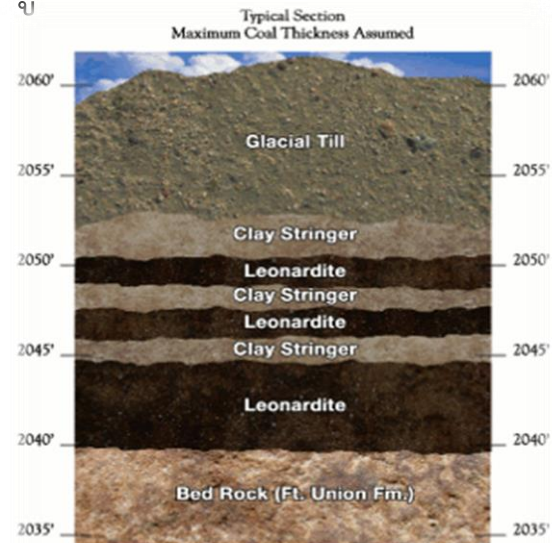 Typical Section
Maximum Coal Thickness Assumed
2060' 2060'
Glacial Till
2055' 2055'
Clay Stringer
2050' 2050'
Leonardite
Clay Stringer
Leonardite
Clay Stringer
2045' 2045'
Leonardite
2040' 2040'
Bed Rock (Ft. Union Fm.)
2035' 2035'